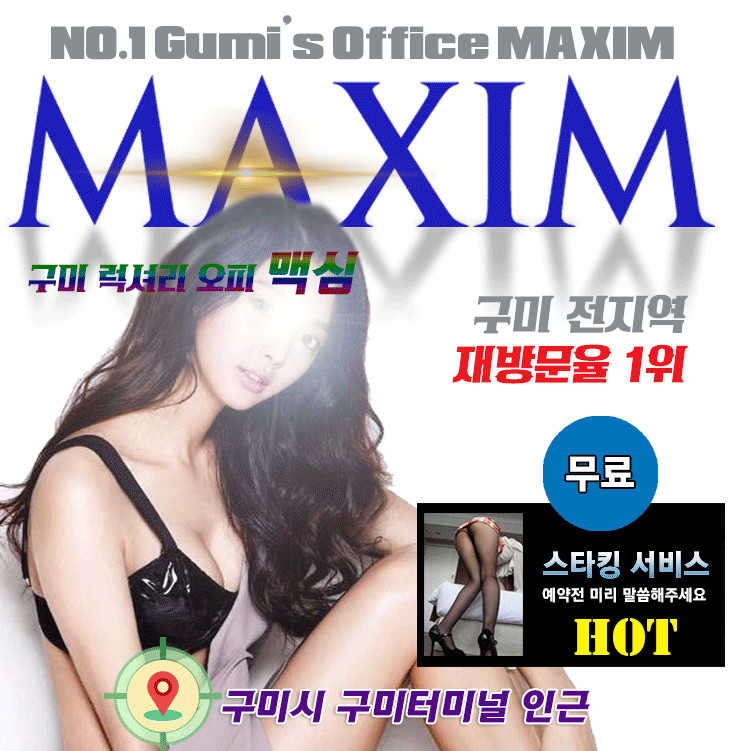 NO.1 Gumi's Office MAXIM
MAXIM
구미 럭셔리 오피 맥심
구미 전지역
재방문율 1위
무료
스타킹 서비스
예약전 미리 말씀해주세요
HOT
구미시 구미터미널 인근